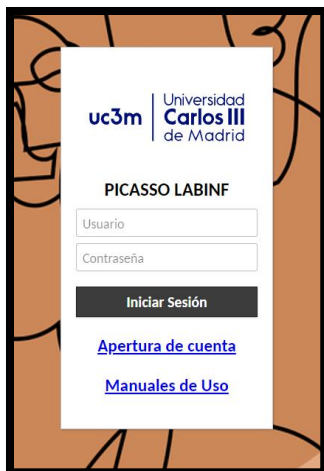 uc3m
Universidad
Carlos III
de Madrid
PICASSO LABINF
Usuario
Contraseña
Iniciar Sesión
Apertura de cuenta
Manuales de Uso